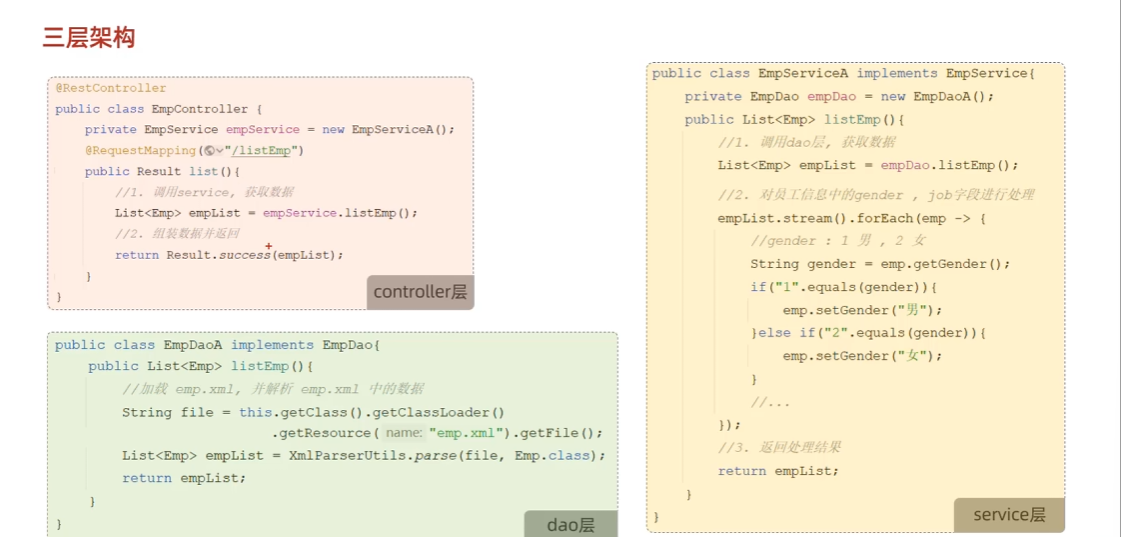 三层架构
@RestController
public class EmpController {
private EmpService empService = new EmpServiceA();
@RequestMapping("/listEmp")
public Result list(){
//1. 调用service, 获取数据
List<Emp> empList = empService.listEmp();
//2. 组装数据并返回
return Result.success(empList);
}
}
controller层
public class EmpDaoA implements EmpDao{
public List<Emp> listEmp(){
//加载 emp.xml, 并解析 emp.xml 中的数据
String file = this.getClass().getClassLoader()
.getResource( name: "emp.xml").getFile();
List<Emp> empList = XmlParserUtils.parse(file, Emp.class);
return empList;
}
}
dao层
public class EmpServiceA implements EmpService{
private EmpDao empDao = new EmpDaoA();
public List<Emp> listEmp(){
//1. 调用dao层, 获取数据
List<Emp> empList = empDao.listEmp();
//2. 对员工信息中的gender , job字段进行处理
empList.stream().forEach(emp -> {
//gender : 1 男 , 2 女
String gender = emp.getGender();
if("1".equals(gender)){
emp.setGender("男");
}else if("2".equals(gender)){
emp.setGender("女");
}
//...
});
//3. 返回处理结果
return empList;
}
}
service层